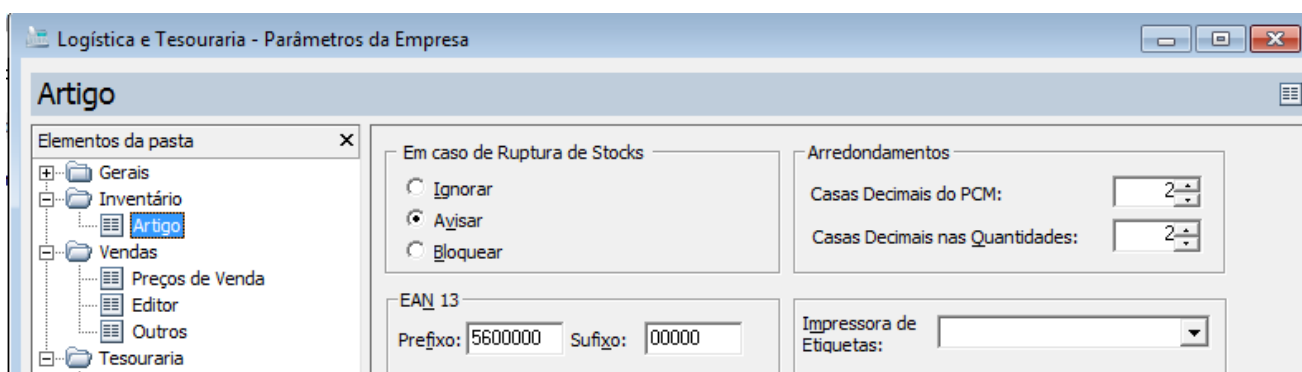 Logística e Tesouraria - Parâmetros da Empresa
Artigo
Elementos da pasta
Gerais
Inventário
Artigo
Vendas
Preços de Venda
Editor
Outros
Tesouraria
Em caso de Ruptura de Stocks
Ignorar
Avisar
Bloquear
Arredondamentos
Casas Decimais do PCM: 2
Casas Decimais nas Quantidades: 2
EAN 13
Prefixo: 5600000 Sufixo: 00000
Impressora de
Etiquetas: